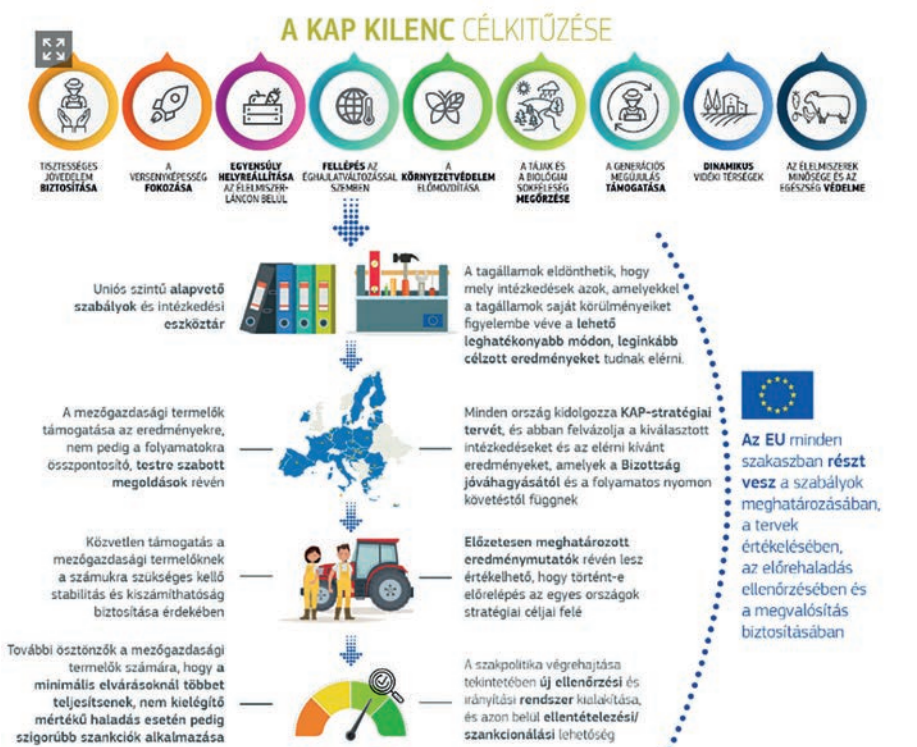 A KAP KILENC CÉLKITŰZÉSE
TISZTESSÉGES
JÖVEDELEM
BIZTOSÍTÁSA
A
VERSENYKÉPESSÉG
FOKOZÁSA
EGYENSÚLY
HELYREÁLLÍTÁSA
AZ ÉLELMISZER-
LÁNCON BELÜL
FELLÉPÉS AZ
ÉGHAJLATVÁLTOZÁSSAL
SZEMBEN
A
KÖRNYEZETVÉDELEM
ELŐMOZDÍTÁSA
A TÁJAK ÉS
A BIOLÓGIAI
SOKFÉLESÉG
MEGŐRZÉSE
A GENERÁCIÓS
MEGÚJULÁS
TÁMOGATÁSA
DINAMIKUS
VIDÉKI TÉRSÉGEK
AZ ÉLELMISZEREK
MINŐSÉGE ÉS AZ
EGÉSZSÉG VÉDELME
Uniós szintű alapvető
szabályok és intézkedési
eszköztár
A tagállamok eldönthetik, hogy
mely intézkedések azok, amelyekkel
a tagállamok saját körülményeiket
figyelembe véve a lehető
leghatékonyabb módon, leginkább
célzott eredményeket tudnak elérni.
A mezőgazdasági termelők
támogatása az eredményekre,
nem pedig a folyamatokra
összpontosító, testre szabott
megoldások révén
Minden ország kidolgozza KAP-stratégiai
tervét, és abban felvázolja a kiválasztott
intézkedéseket és az elérni kívánt
eredményeket, amelyek a Bizottság
jóváhagyásától és a folyamatos nyomon
követéstől függnek
Közvetlen támogatás a
mezőgazdasági termelőknek
a számukra szükséges kellő
stabilitás és kiszámíthatóság
biztosítása érdekében
Előzetesen meghatározott
eredménymutatók révén lesz
értékelhető, hogy történt-e
előrelépés az egyes országok
stratégiai céljai felé
További ösztönzők a mezőgazdasági
termelők számára, hogy a
minimális elvárásoknál többet
teljesítsenek, nem kielégítő
mértékű haladás esetén pedig
szigorúbb szankciók alkalmazása
A szakpolitika végrehajtása
tekintetében új ellenőrzési és
irányítási rendszer kialakítása,
és azon belül ellentételezési/
szankcionálási lehetőség
Az EU minden
szakaszban részt
vesz a szabályok
meghatározásában,
a tervek
értékelésében,
az előrehaladás
ellenőrzésében és
a megvalósítás
biztosításában